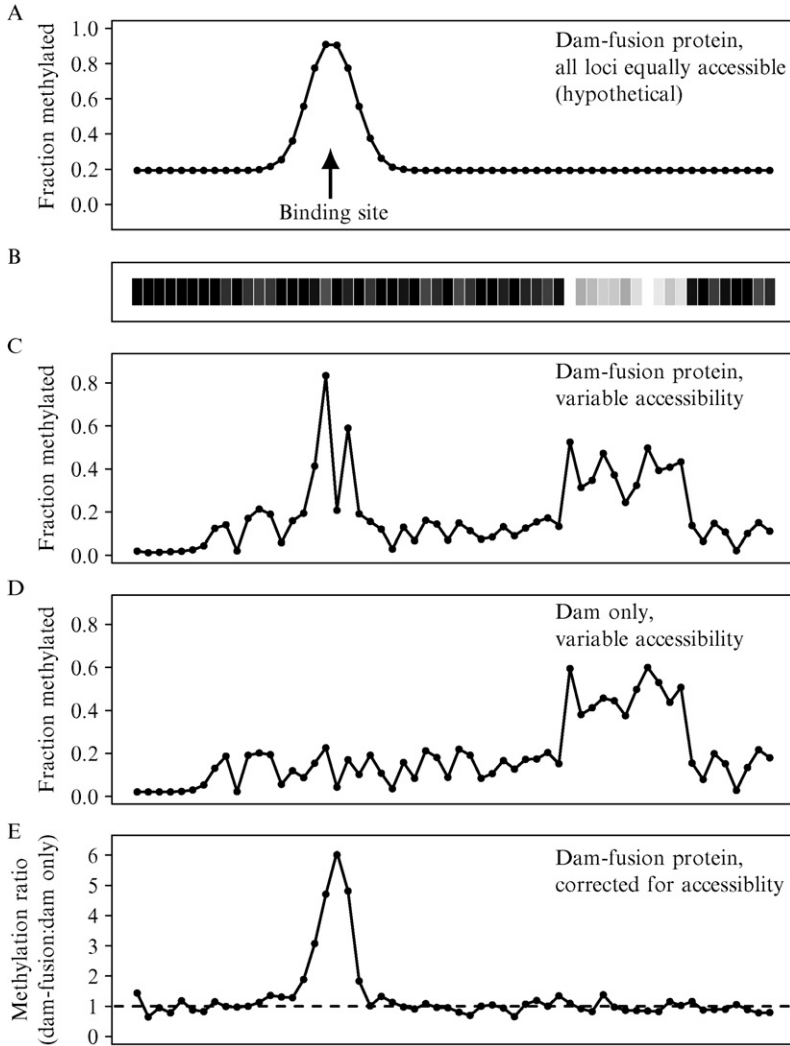 A
Fraction methylated
1.0
0.8
0.6
0.4
0.2
0.0
Dam-fusion protein,
all loci equally accessible
(hypothetical)
Binding site
B
C
Fraction methylated
0.8
0.6
0.4
0.2
0.0
Dam-fusion protein,
variable accessibility
D
Fraction methylated
0.8
0.6
0.4
0.2
0.0
Dam only,
variable accessibility
E
Methylation ratio
(dam-fusion:dam only)
6
5
4
3
2
1
0
Dam-fusion protein,
corrected for accessiblity